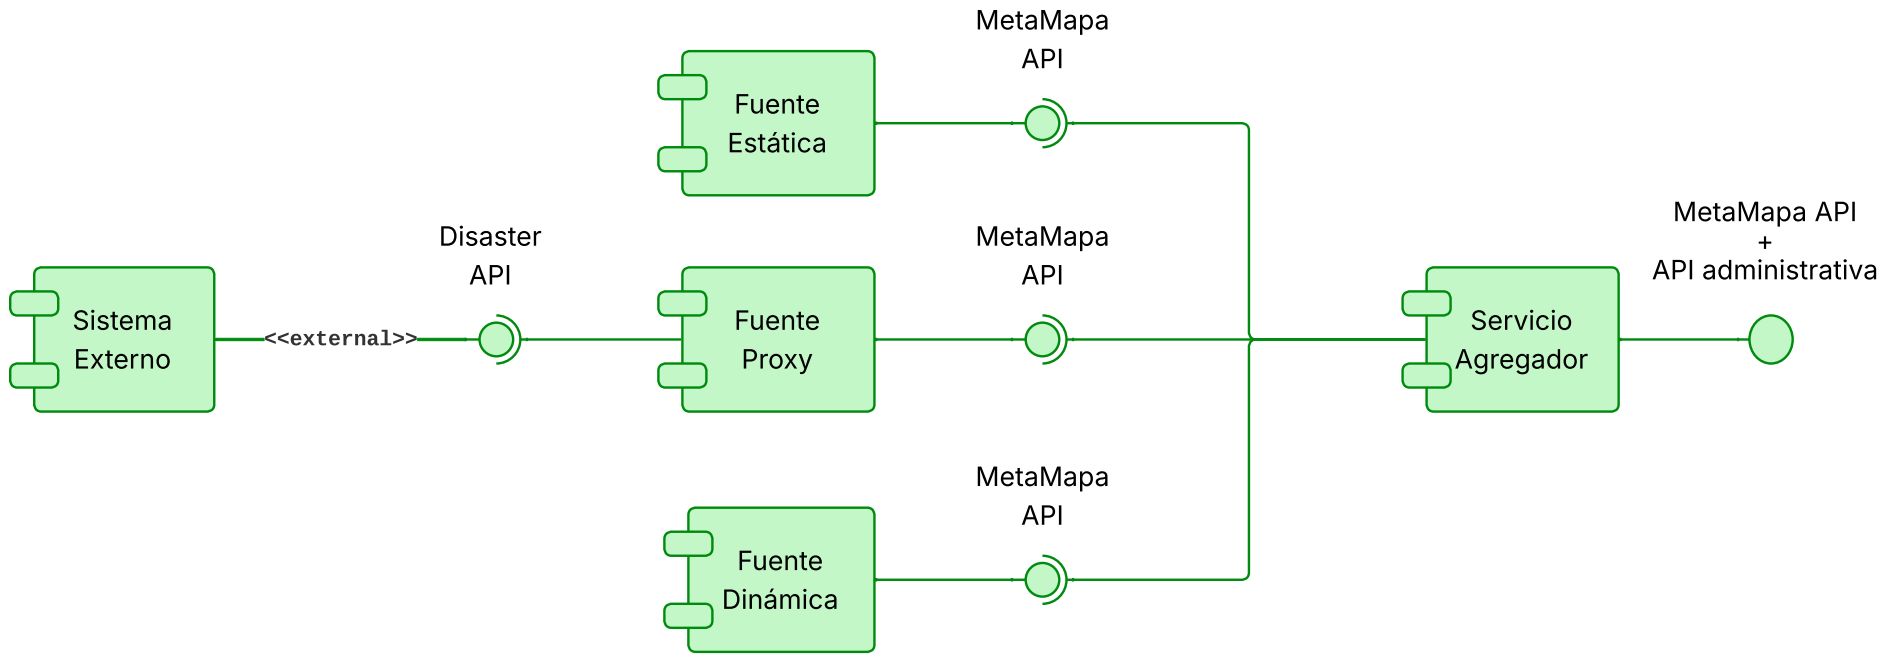 MetaMapa
API
Fuente
Estática
MetaMapa API
+
API administrativa
Disaster
API
MetaMapa
API
Sistema
Externo
<<external>>
Fuente
Proxy
Servicio
Agregador
MetaMapa
API
Fuente
Dinámica